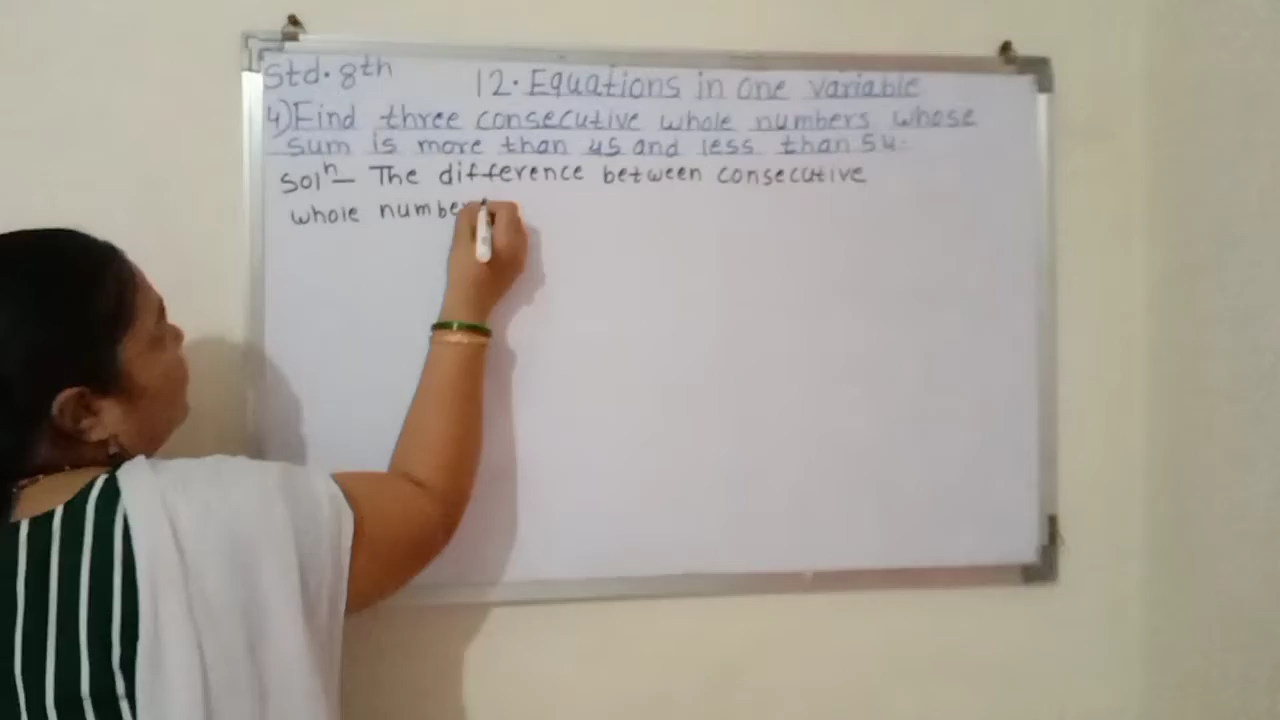 Std. 8th
12. Equations in one variable
4) Find three consecutive whole numbers whose
sum is more than 45 and less than 54.
Solⁿ— The difference between consecutive
whole number